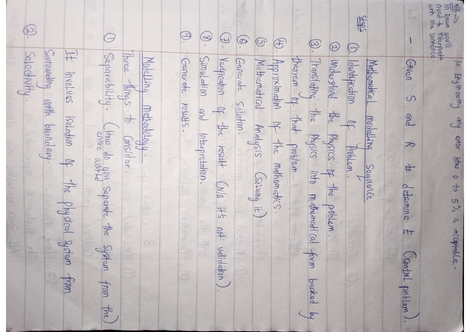 In Engineering any error b/w 0 to 5% is acceptable.
N/B →
In Exam you'll
need to interprete
with one sentence.
- Given S and R to determine E (Control problem).
Mathematical modelling Sequence
Steps
① Identification of Problem.
② Understand the Physics of the problem.
③ Translating the Physics into mathematical form backed by
theorem of that problem.
④ Approximation of the mathematics.
⑤ Mathematical Analysis (Solving it)
⑥ Generate Solution.
⑦ Verification of the result (N/B it's not validation).
⑧ Simulation and Interpretation.
⑨ Generate results.
Modelling methodology
Three things to Consider.
① Separability. (How do you separate the System from the)
entire world
It involves isolation of the physical system from
Surrounding with boundary.
② Selectivity.